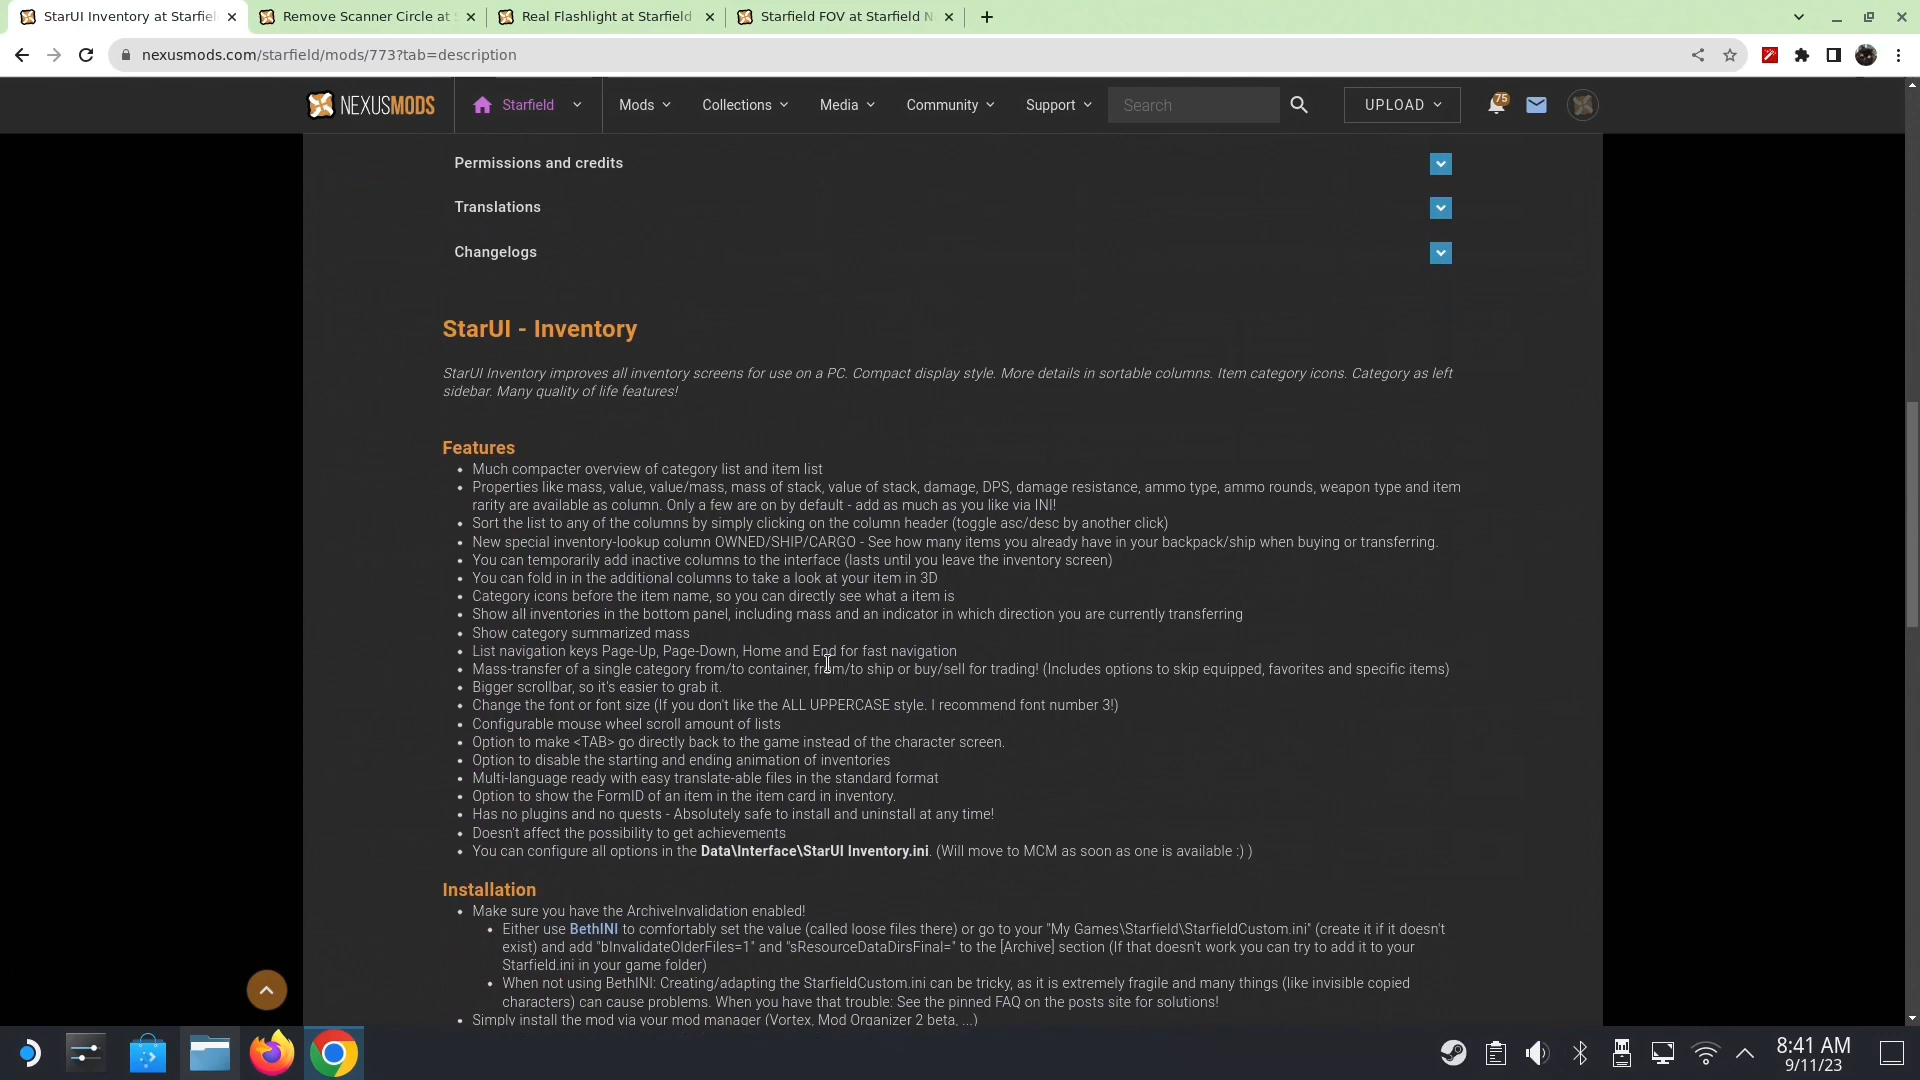 StarUI Inventory at Starfiel
Remove Scanner Circle at S
Real Flashlight at Starfield
Starfield FOV at Starfield N
nexusmods.com/starfield/mods/773?tab=description
NEXUSMODS
Starfield
Mods
Collections
Media
Community
Support
Search
UPLOAD
75
Permissions and credits
Translations
Changelogs
StarUI - Inventory
StarUI Inventory improves all inventory screens for use on a PC. Compact display style. More details in sortable columns. Item category icons. Category as left
sidebar. Many quality of life features!
Features
• Much compacter overview of category list and item list
• Properties like mass, value, value/mass, mass of stack, value of stack, damage, DPS, damage resistance, ammo type, ammo rounds, weapon type and item
rarity are available as column. Only a few are on by default - add as much as you like via INI!
• Sort the list to any of the columns by simply clicking on the column header (toggle asc/desc by another click)
• New special inventory-lookup column OWNED/SHIP/CARGO - See how many items you already have in your backpack/ship when buying or transferring.
• You can temporarily add inactive columns to the interface (lasts until you leave the inventory screen)
• You can fold in in the additional columns to take a look at your item in 3D
• Category icons before the item name, so you can directly see what a item is
• Show all inventories in the bottom panel, including mass and an indicator in which direction you are currently transferring
• Show category summarized mass
• List navigation keys Page-Up, Page-Down, Home and End for fast navigation
• Mass-transfer of a single category from/to container, from/to ship or buy/sell for trading! (Includes options to skip equipped, favorites and specific items)
• Bigger scrollbar, so it's easier to grab it.
• Change the font or font size (If you don't like the ALL UPPERCASE style. I recommend font number 3!)
• Configurable mouse wheel scroll amount of lists
• Option to make <TAB> go directly back to the game instead of the character screen.
• Option to disable the starting and ending animation of inventories
• Multi-language ready with easy translate-able files in the standard format
• Option to show the FormID of an item in the item card in inventory.
• Has no plugins and no quests - Absolutely safe to install and uninstall at any time!
• Doesn't affect the possibility to get achievements
• You can configure all options in the Data\Interface\StarUI Inventory.ini. (Will move to MCM as soon as one is available :) )
Installation
• Make sure you have the ArchiveInvalidation enabled!
• Either use BethINI to comfortably set the value (called loose files there) or go to your "My Games\Starfield\StarfieldCustom.ini" (create it if it doesn't
exist) and add "bInvalidateOlderFiles=1" and "sResourceDataDirsFinal=" to the [Archive] section (If that doesn't work you can try to add it to your
Starfield.ini in your game folder)
• When not using BethINI: Creating/adapting the StarfieldCustom.ini can be tricky, as it is extremely fragile and many things (like invisible copied
characters) can cause problems. When you have that trouble: See the pinned FAQ on the posts site for solutions!
• Simply install the mod via your mod manager (Vortex, Mod Organizer 2 beta, ...)
8:41 AM
9/11/23